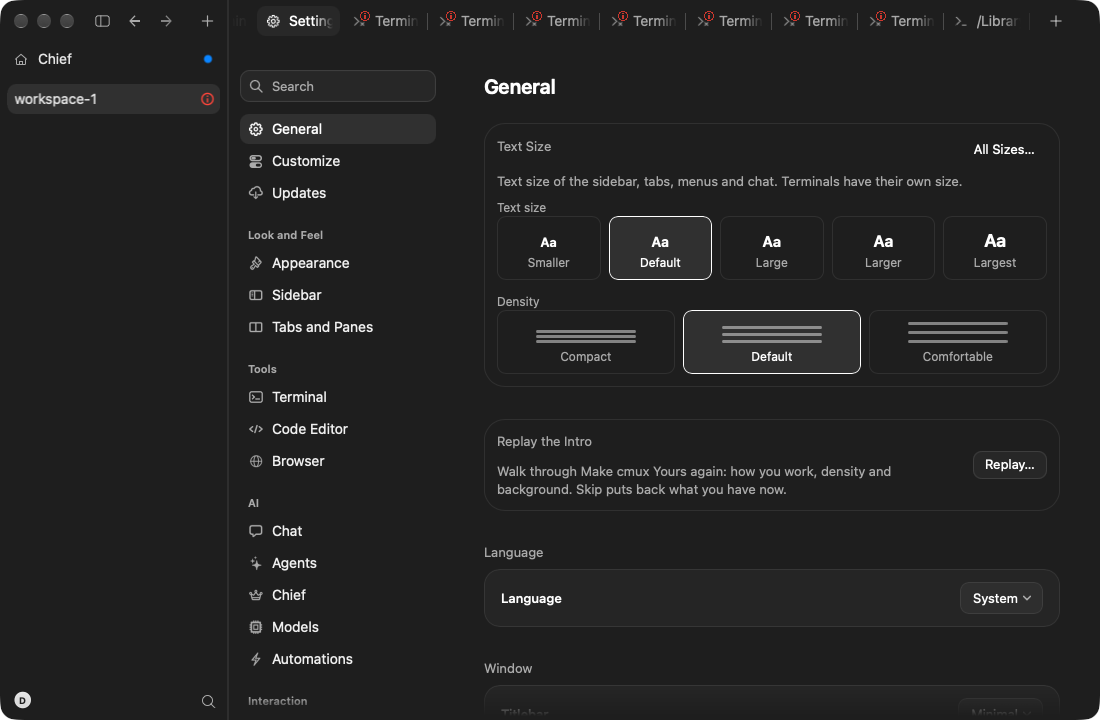 Setting
Termin
Termin
Termin
Termin
Termin
Termin
Termin
/Librar
Chief
workspace-1
D
Search
General
Customize
Updates
Look and Feel
Appearance
Sidebar
Tabs and Panes
Tools
Terminal
Code Editor
Browser
AI
Chat
Agents
Chief
Models
Automations
Interaction
General
Text Size
All Sizes...
Text size of the sidebar, tabs, menus and chat. Terminals have their own size.
Text size
Aa Aa Aa Aa Aa
Smaller Default Large Larger Largest
Density
Compact Default Comfortable
Replay the Intro
Walk through Make cmux Yours again: how you work, density and
background. Skip puts back what you have now.
Replay...
Language
Language
System
Window
Titlebar
Minimal